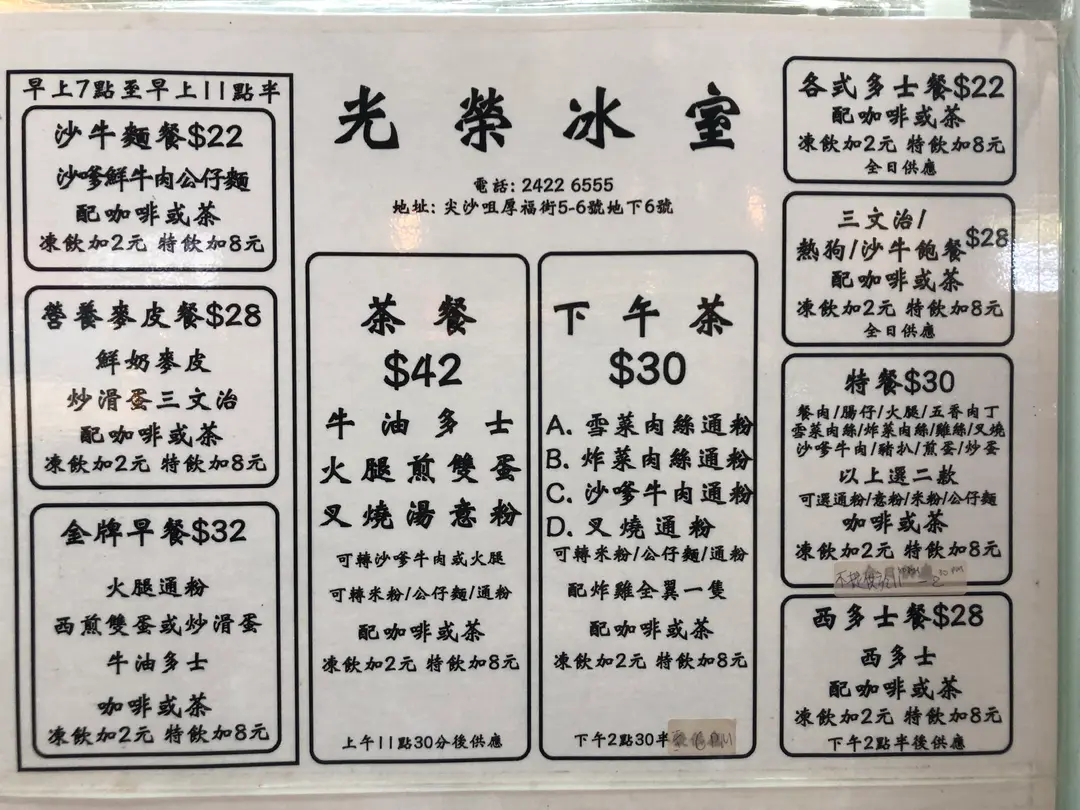 光榮冰室
電話: 2422 6555
地址: 尖沙咀厚福街5-6號地下6號
早上7點至早上11點半
沙牛麵餐$22
沙嗲鮮牛肉公仔麵
配咖啡或茶
凍飲加2元 特飲加8元
營養麥皮餐$28
鮮奶麥皮
炒滑蛋三文治
配咖啡或茶
凍飲加2元 特飲加8元
金牌早餐$32
火腿通粉
西煎雙蛋或炒滑蛋
牛油多士
咖啡或茶
凍飲加2元 特飲加8元
茶餐
$42
牛油多士
火腿煎雙蛋
叉燒湯意粉
可轉沙嗲牛肉或火腿
可轉米粉/公仔麵/通粉
配咖啡或茶
凍飲加2元 特飲加8元
上午11點30分後供應
下午茶
$30
A. 雪菜肉絲通粉
B. 炸菜肉絲通粉
C. 沙嗲牛肉通粉
D. 叉燒通粉
可轉米粉/公仔麵/通粉
配炸雞全翼一隻
配咖啡或茶
凍飲加2元 特飲加8元
下午2點30半
各式多士餐$22
配咖啡或茶
凍飲加2元 特飲加8元
全日供應
三文治/
熱狗/沙牛飽餐$28
配咖啡或茶
凍飲加2元 特飲加8元
全日供應
特餐$30
餐肉/腸仔/火腿/五香肉丁
雪菜肉絲/炸菜肉絲/雞絲/叉燒
沙嗲牛肉/豬扒/煎蛋/炒蛋
以上選二款
可選通粉/意粉/米粉/公仔麵
咖啡或茶
凍飲加2元 特飲加8元
西多士餐$28
西多士
配咖啡或茶
凍飲加2元 特飲加8元
下午2點半後供應